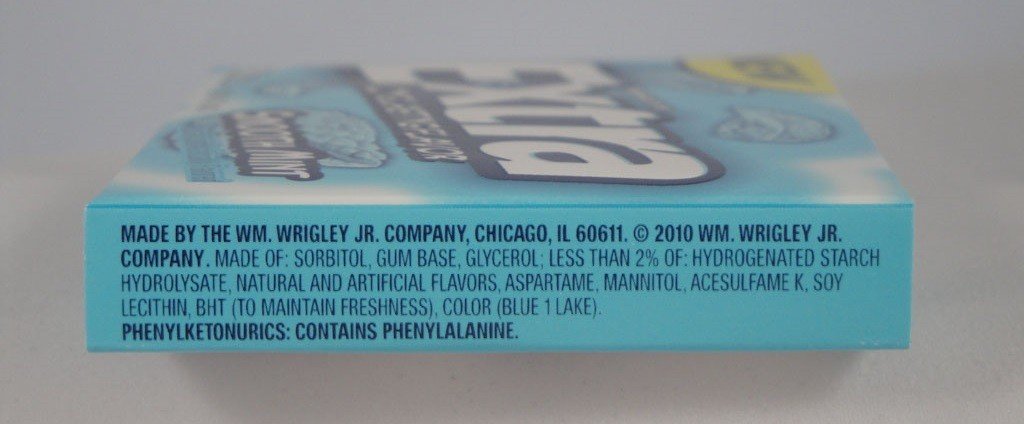 extra
MADE BY THE WM. WRIGLEY JR. COMPANY, CHICAGO, IL 60611. © 2010 WM. WRIGLEY JR.
COMPANY. MADE OF: SORBITOL, GUM BASE, GLYCEROL; LESS THAN 2% OF: HYDROGENATED STARCH
HYDROLYSATE, NATURAL AND ARTIFICIAL FLAVORS, ASPARTAME, MANNITOL, ACESULFAME K, SOY
LECITHIN, BHT (TO MAINTAIN FRESHNESS), COLOR (BLUE 1 LAKE).
PHENYLKETONURICS: CONTAINS PHENYLALANINE.